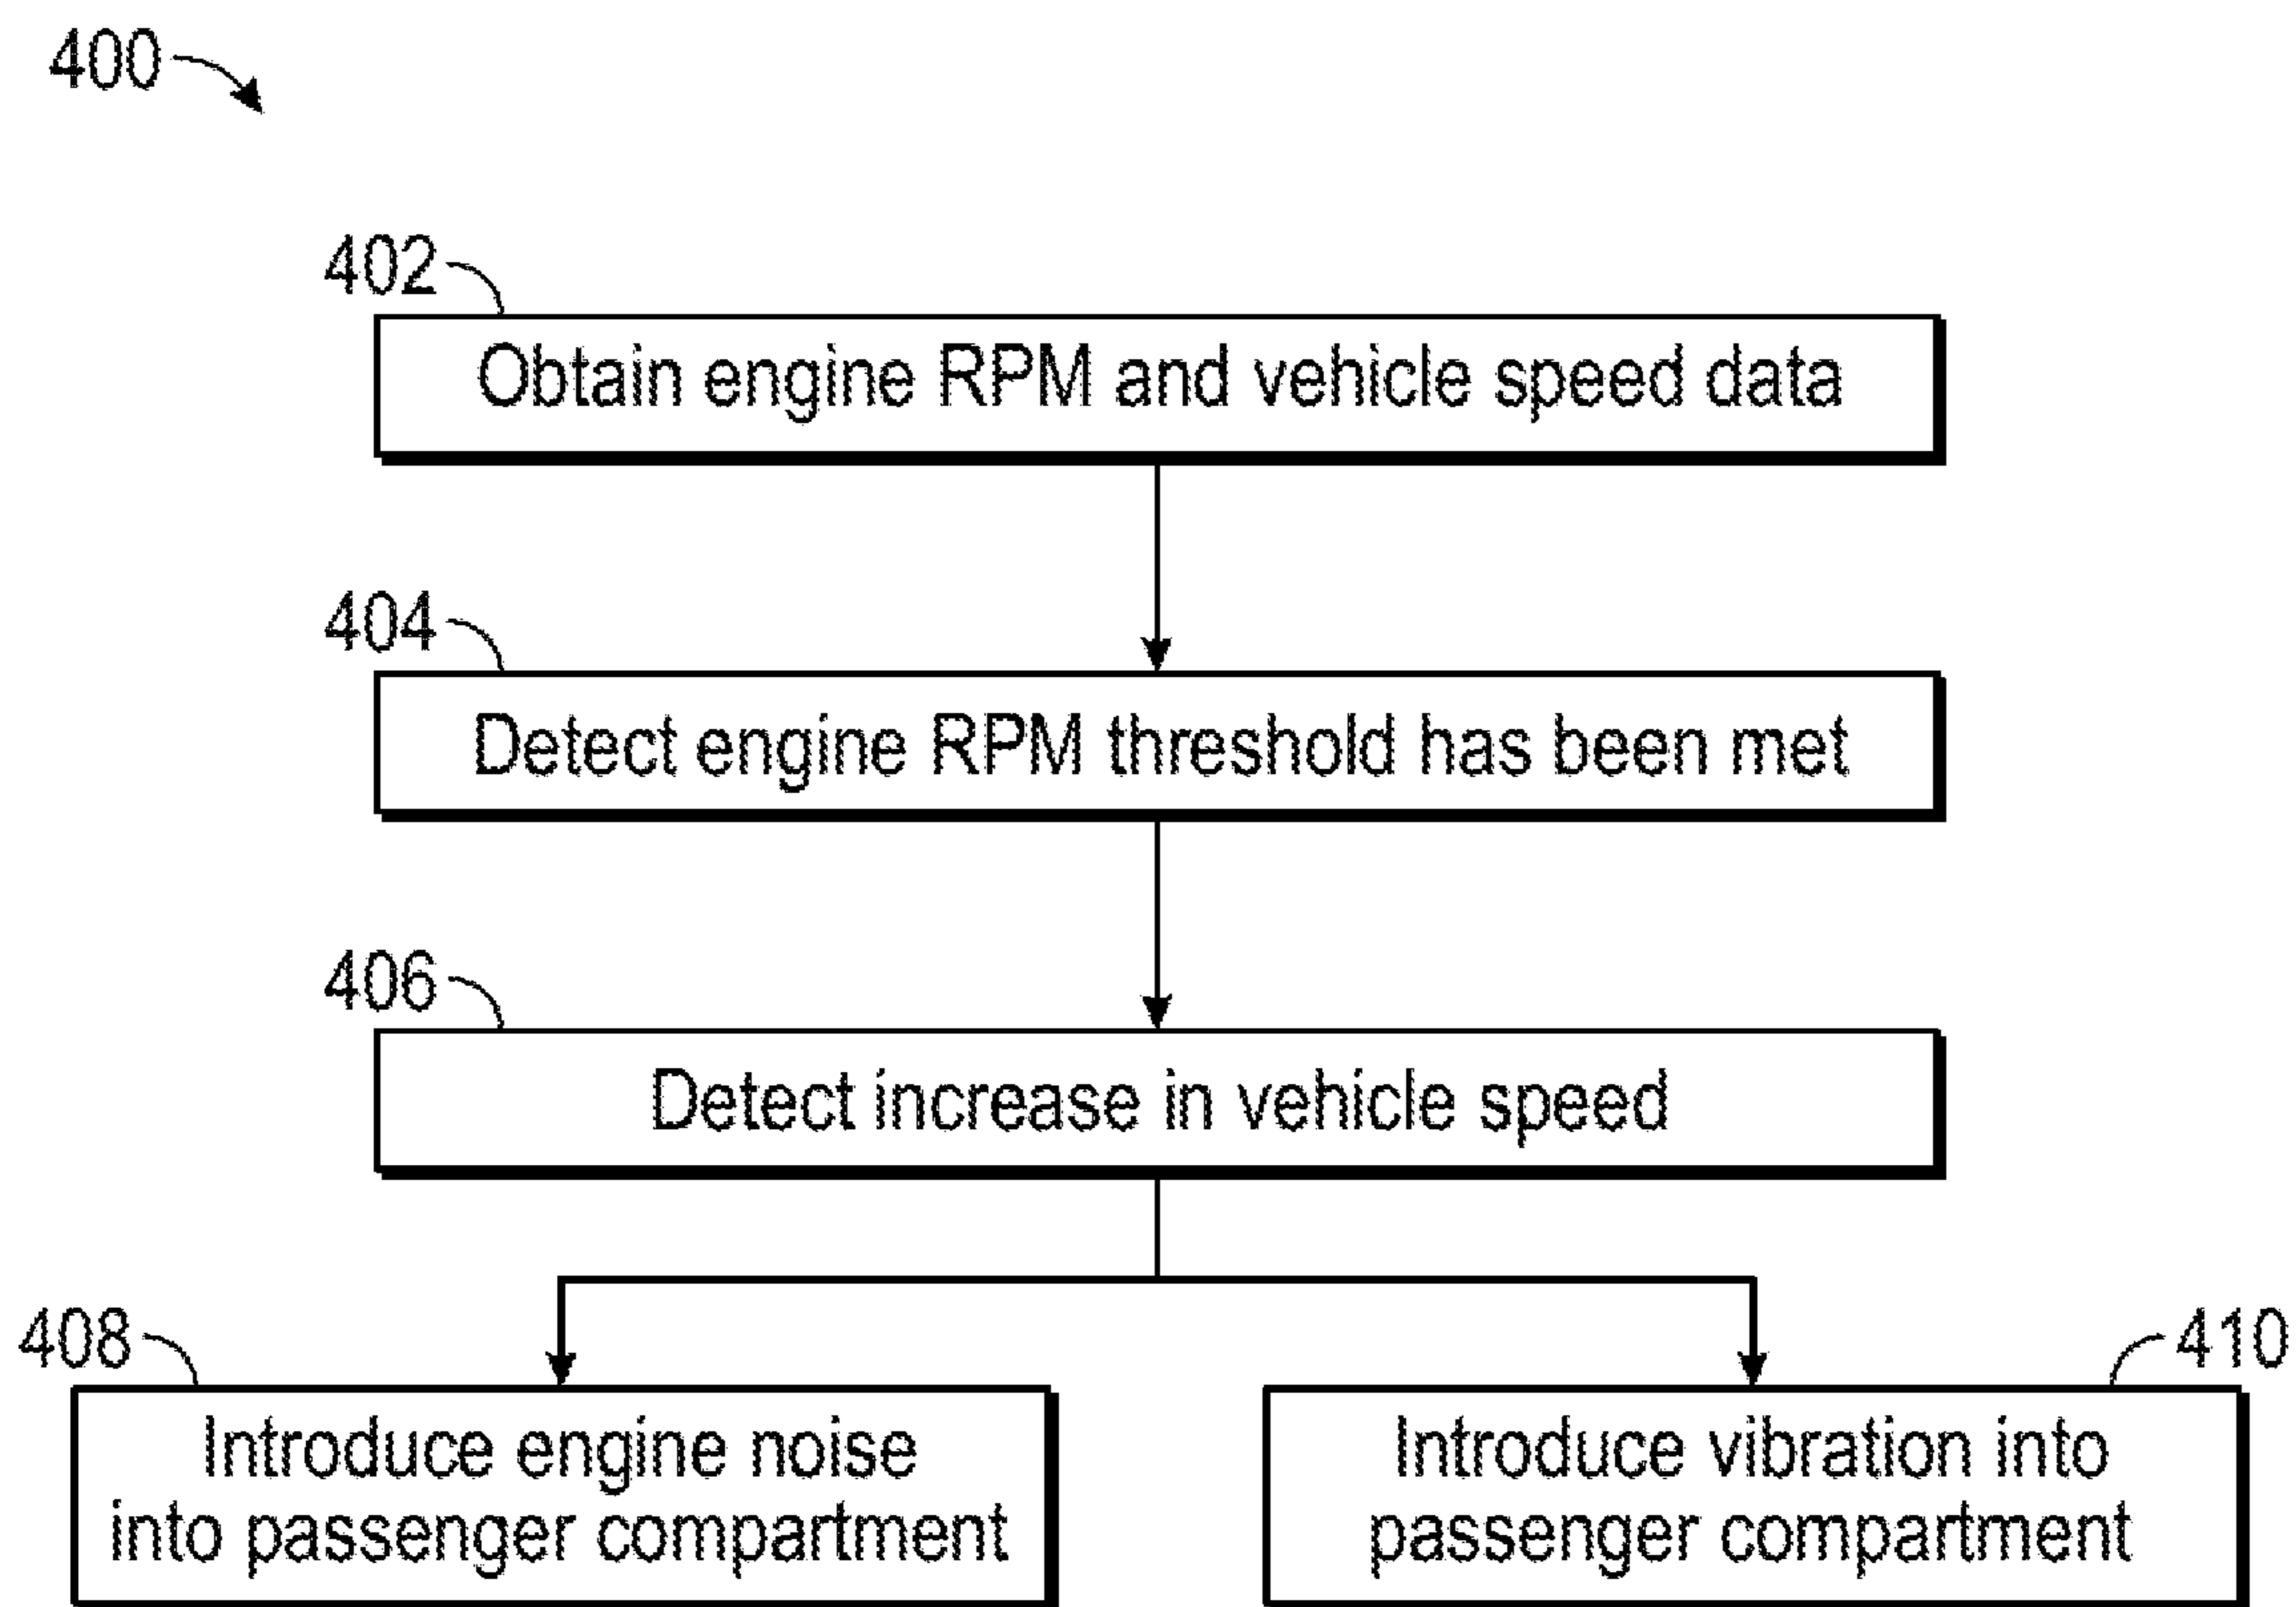 400
402
Obtain engine RPM and vehicle speed data
404
Detect engine RPM threshold has been met
406
Detect increase in vehicle speed
408
Introduce engine noise
into passenger compartment
410
Introduce vibration into
passenger compartment